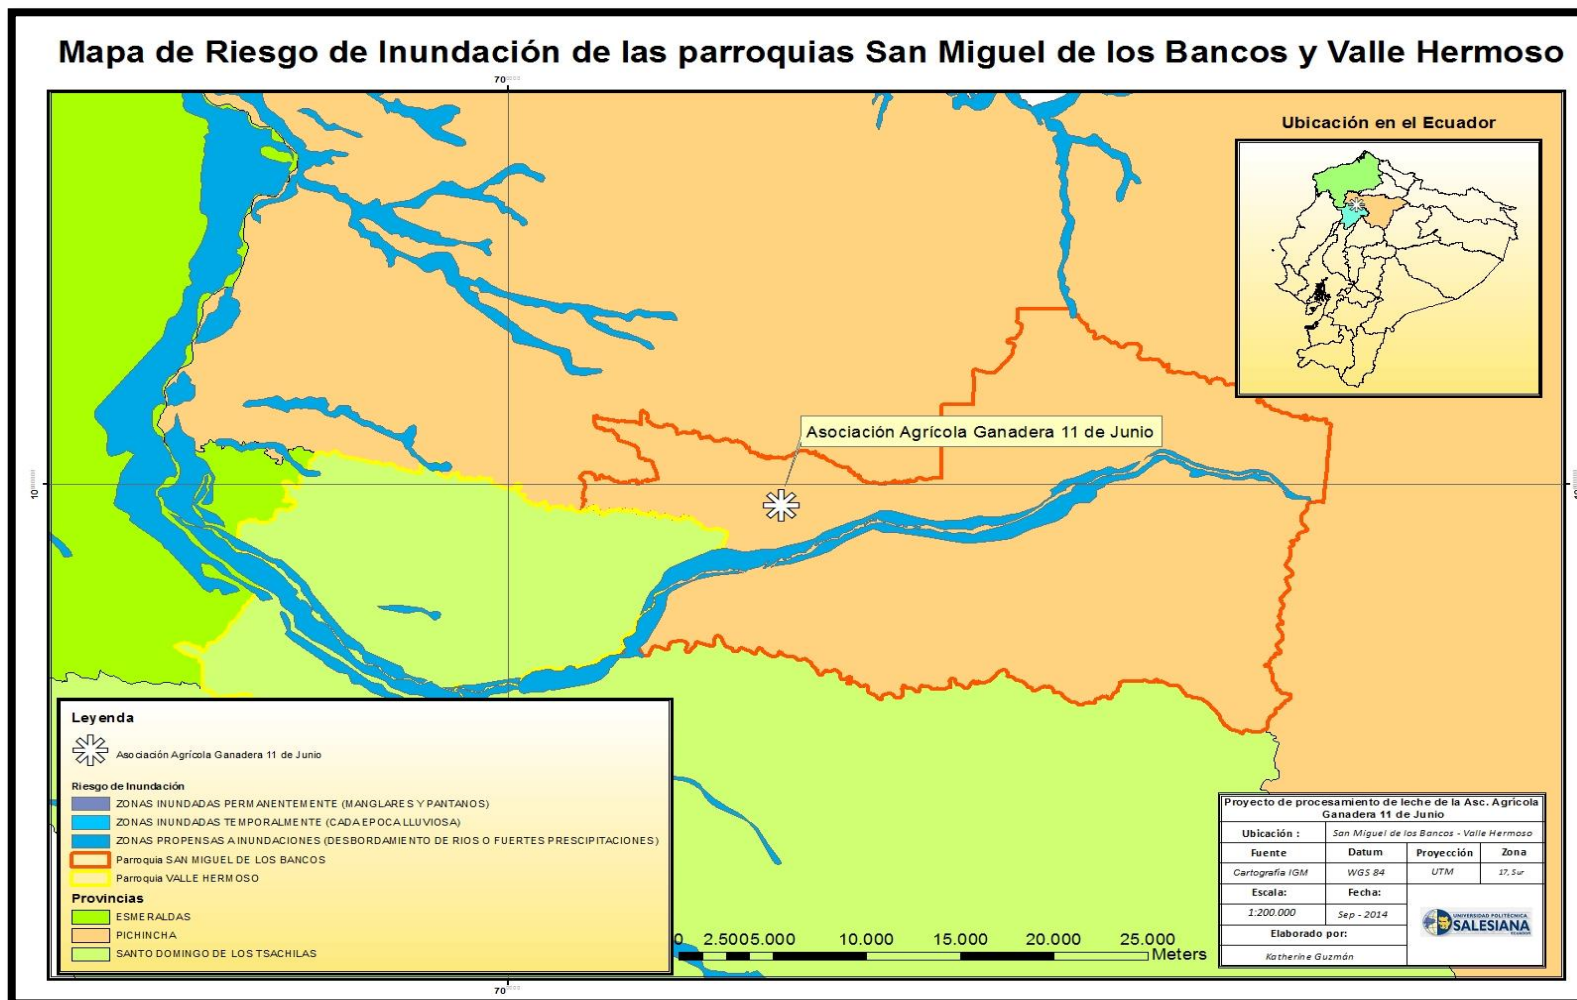 Mapa de Riesgo de Inundación de las parroquias San Miguel de los Bancos y Valle Hermoso
70
Ubicación en el Ecuador
Asociación Agrícola Ganadera 11 de Junio
10
Leyenda
Asociación Agrícola Ganadera 11 de Junio
Riesgo de Inundación
ZONAS INUNDADAS PERMANENTEMENTE (MANGLARES Y PANTANOS)
ZONAS INUNDADAS TEMPORALMENTE (CADA EPOCA LLUVIOSA)
ZONAS PROPENSAS A INUNDACIONES (DESBORDAMIENTO DE RIOS O FUERTES PRESCIPITACIONES)
Parroquia SAN MIGUEL DE LOS BANCOS
Parroquia VALLE HERMOSO
Provincias
ESMERALDAS
PICHINCHA
SANTO DOMINGO DE LOS TSACHILAS
0 2.500 5.000 10.000 15.000 20.000 25.000
Meters
Proyecto de procesamiento de leche de la Asc. Agrícola
Ganadera 11 de Junio
Ubicación : San Miguel de los Bancos - Valle Hermoso
Fuente Datum Proyección Zona
Cartografía IGM WGS 84 UTM 17, Sur
Escala: Fecha:
1:200.000 Sep - 2014
Elaborado por:
Katherine Guzmán
UNIVERSIDAD POLITÉCNICA
SALESIANA
ECUADOR
70